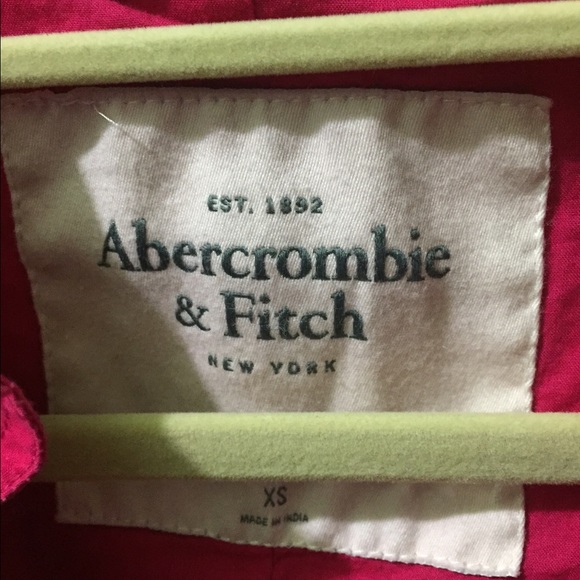 EST. 1892
Abercrombie
& Fitch
NEW YORK
XS
MADE IN INDIA